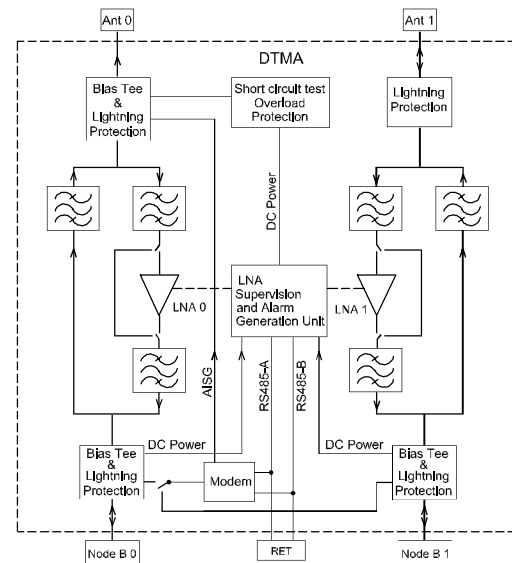 Ant 0
Ant 1
DTMA
Bias Tee
&
Lightning
Protection
Short circuit test
Overload
Protection
Lightning
Protection
DC Power
LNA 0
LNA
Supervision
and Alarm
Generation Unit
LNA 1
AISG
RS485-A
RS485-B
DC Power
DC Power
Bias Tee
&
Lightning
Protection
Modem
Bias Tee
&
Lightning
Protection
Node B 0
RET
Node B 1